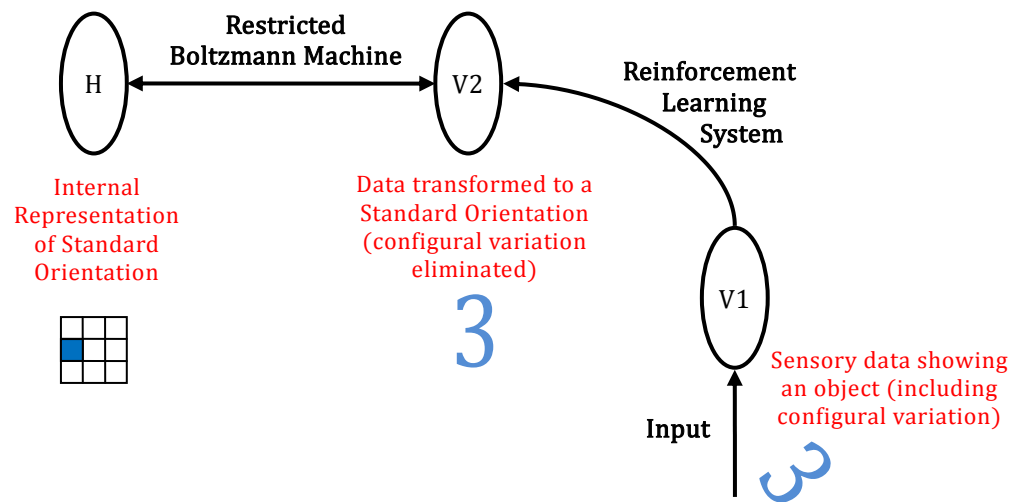 Restricted
Boltzmann Machine
H
V2
Reinforcement
Learning
System
Internal
Representation
of Standard
Orientation
Data transformed to a
Standard Orientation
(configural variation
eliminated)
3
V1
Sensory data showing
an object (including
configural variation)
Input
3